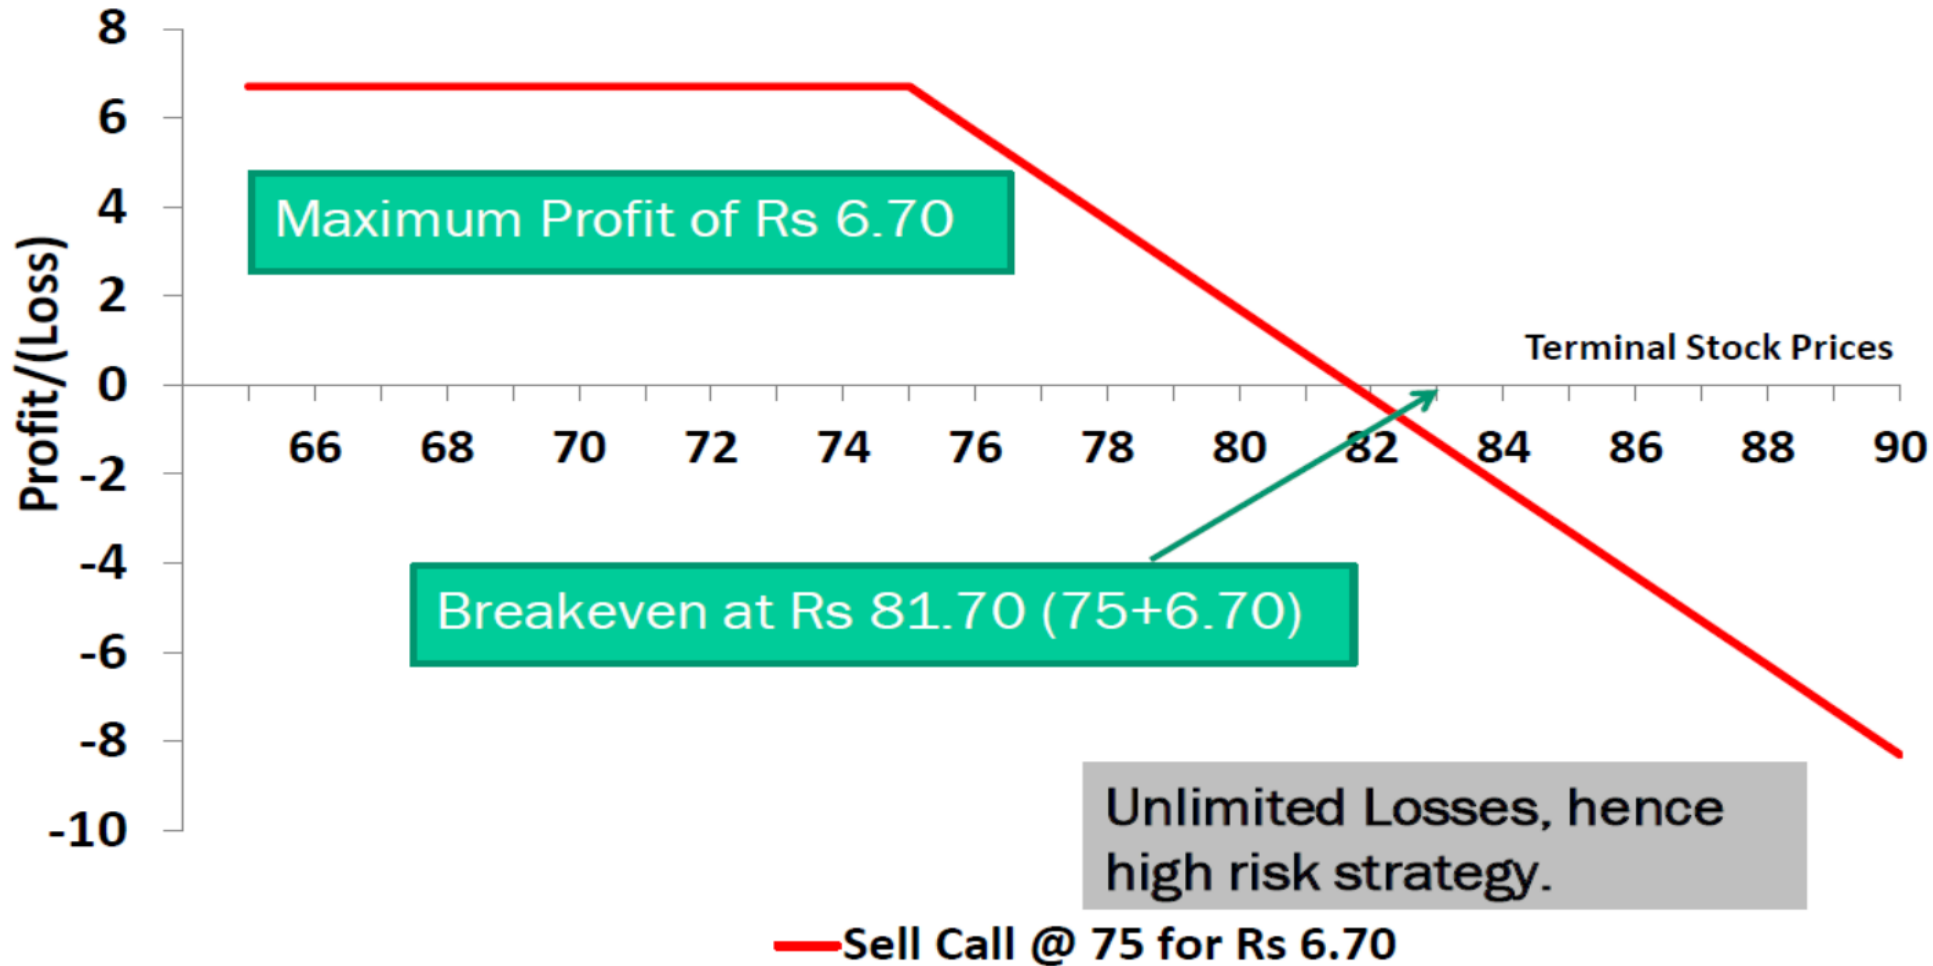 8
6
4
2
0
-2
-4
-6
-8
-10
Profit/(Loss)
Maximum Profit of Rs 6.70
Terminal Stock Prices
66 68 70 72 74 76 78 80 82 84 86 88 90
Breakeven at Rs 81.70 (75+6.70)
Unlimited Losses, hence
high risk strategy.
Sell Call @ 75 for Rs 6.70